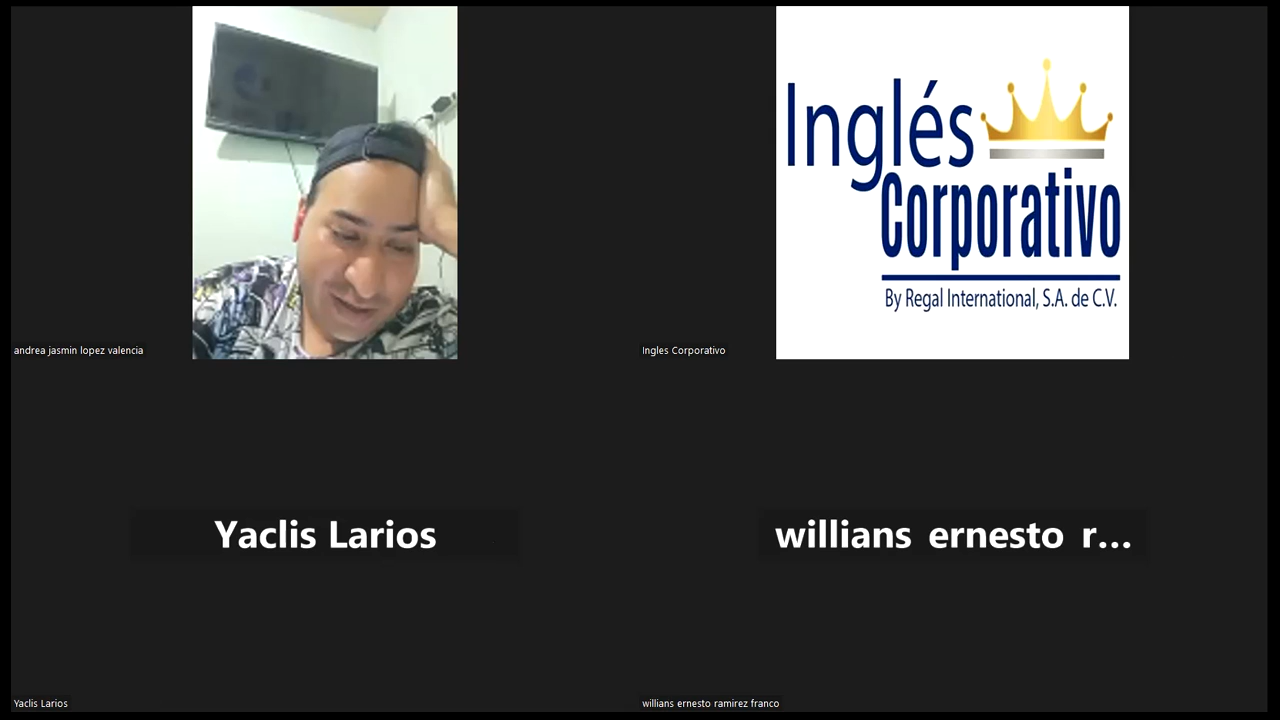 Inglés
Corporativo
By Regal International, S.A. de C.V.
andrea jasmin lopez valencia
Ingles Corporativo
Yaclis Larios
willians ernesto r...
Yaclis Larios
willians ernesto ramirez franco